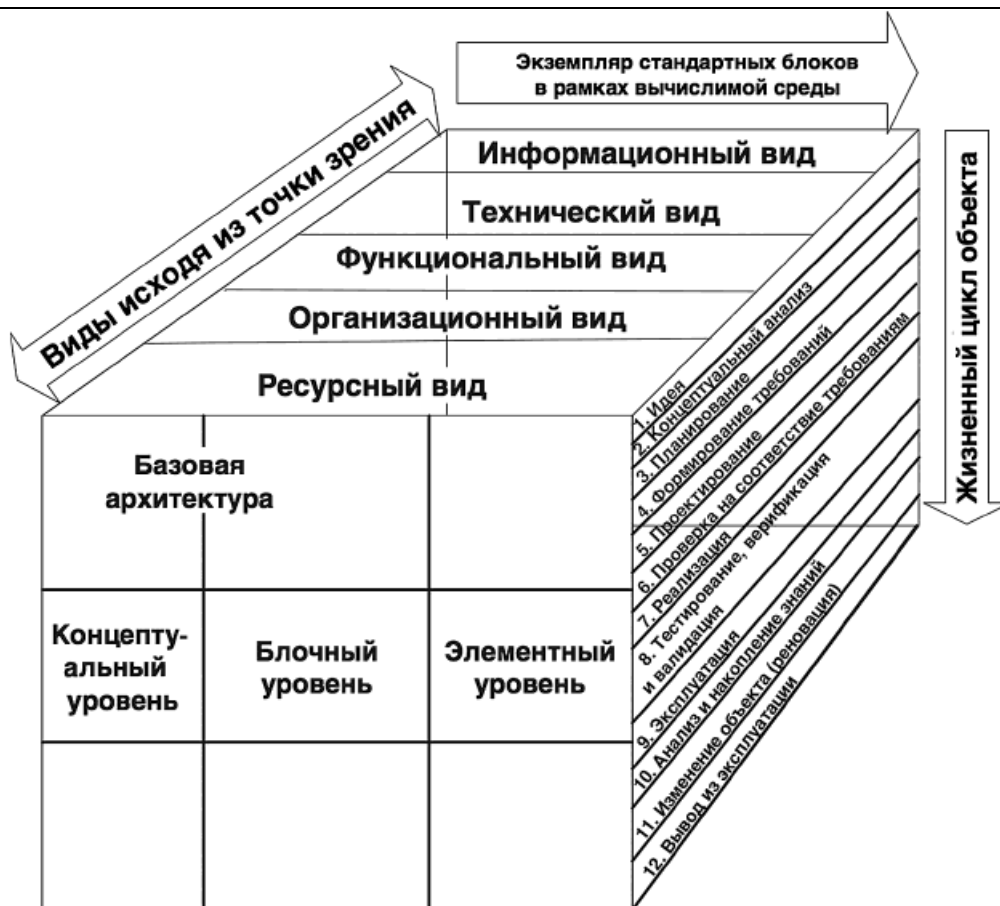 Экземпляр стандартных блоков
в рамках вычислимой среды
Виды исходя из точки зрения
Жизненный цикл объекта
Информационный вид
Технический вид
Функциональный вид
Организационный вид
Ресурсный вид
Базовая
архитектура
Концепту-
альный
уровень
Блочный
уровень
Элементный
уровень
1. Идея
2. Концептуальный анализ
3. Планирование
4. Формирование требований
5. Проектирование
6. Проверка на соответствие требованиям
7. Реализация
8. Тестирование, верификация
и валидация
9. Эксплуатация
10. Анализ и накопление знаний
11. Изменение объекта (реновация)
12. Вывод из эксплуатации